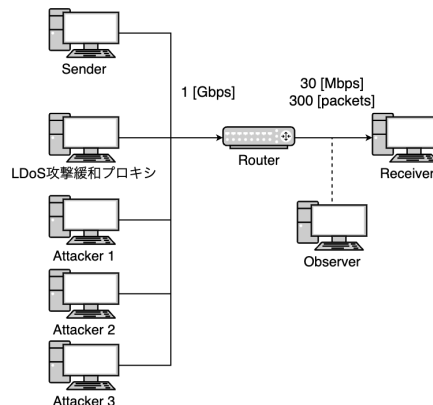 Sender
1 [Gbps]
30 [Mbps]
300 [packets]
LDoS攻撃緩和プロキシ
Router
Receiver
Attacker 1
Observer
Attacker 2
Attacker 3